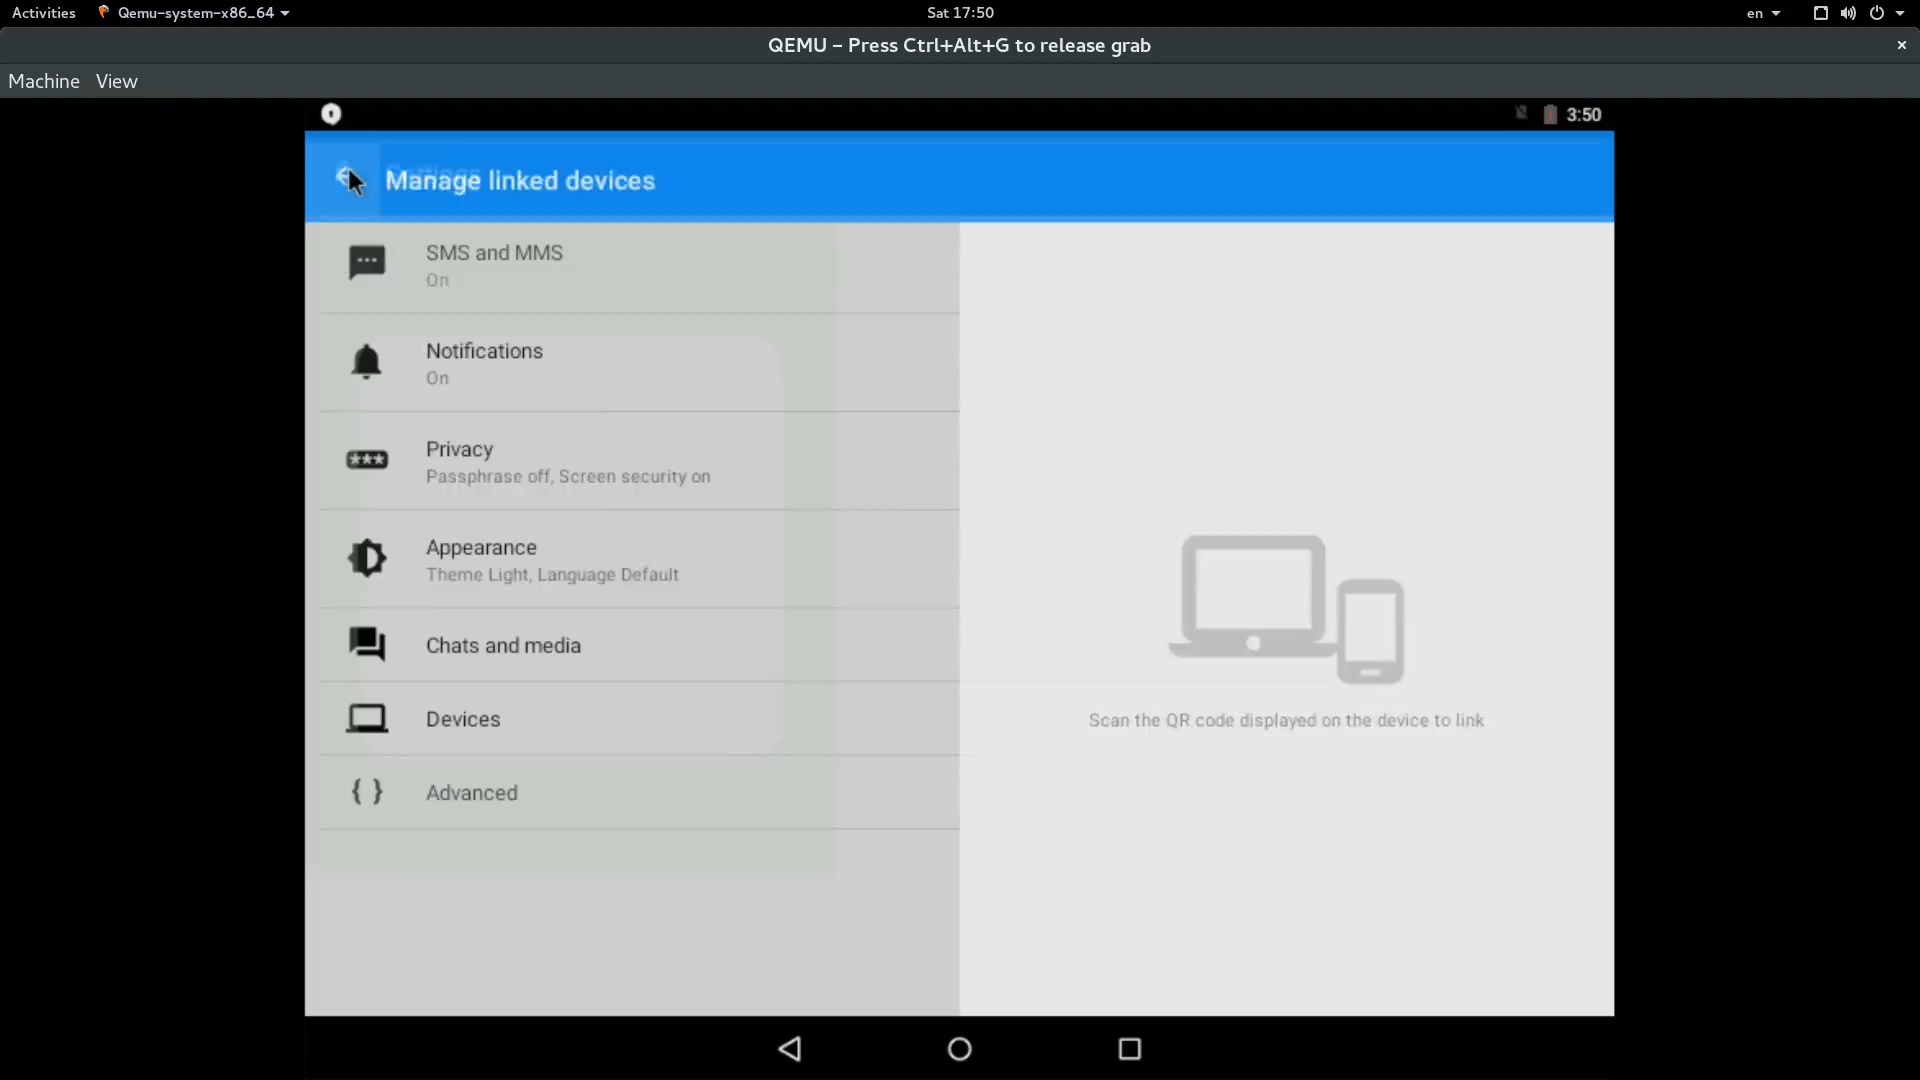 Activities Qemu-system-x86_64 Sat 17:50 en
QEMU – Press Ctrl+Alt+G to release grab
Machine View
3:50
Settings
Manage linked devices
SMS and MMS
On
Notifications
On
Privacy
Passphrase off, Screen security on
Appearance
Theme Light, Language Default
Chats and media
Devices
Advanced
Scan the QR code displayed on the device to link